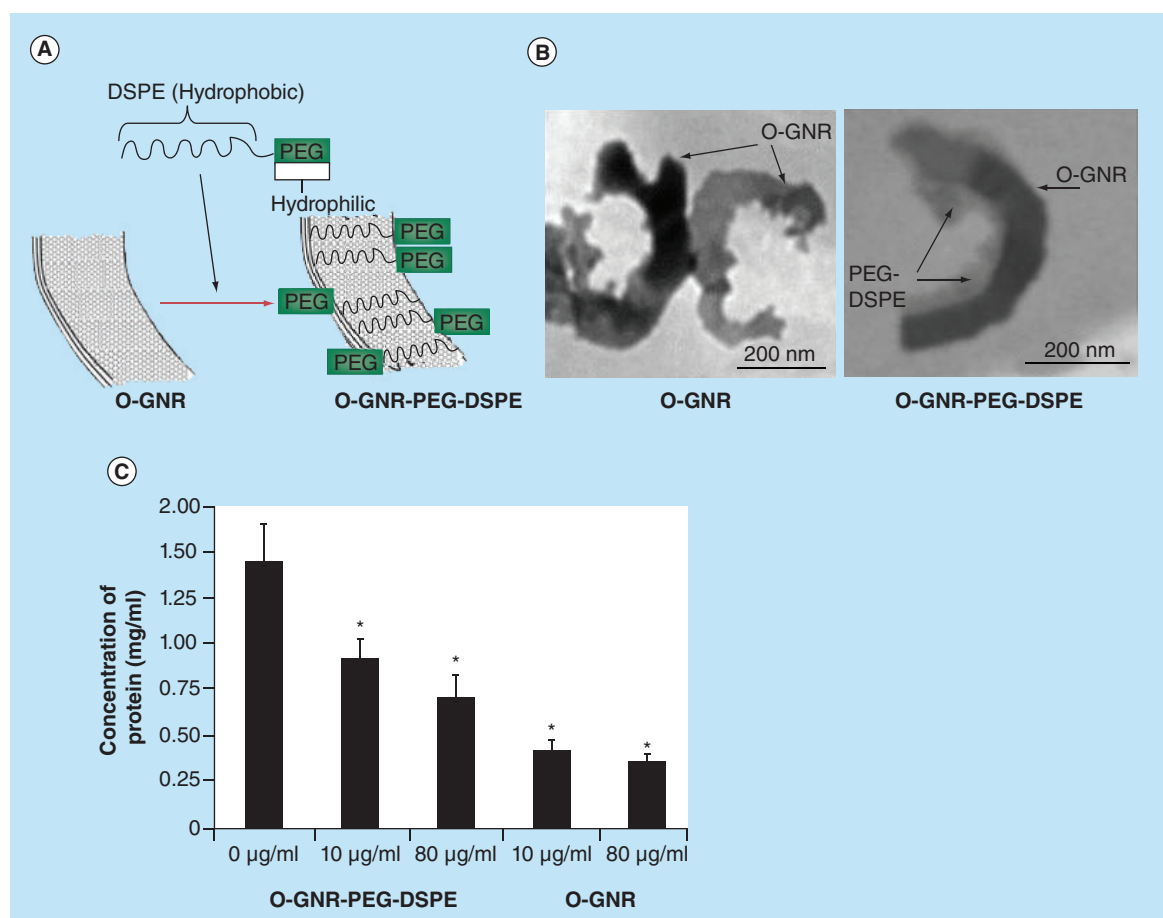 A
DSPE (Hydrophobic)
PEG
Hydrophilic
PEG
PEG
PEG
PEG
PEG
O-GNR
O-GNR-PEG-DSPE
B
O-GNR
200 nm
O-GNR
O-GNR
PEG-
DSPE
200 nm
O-GNR-PEG-DSPE
C
Concentration of
protein (mg/ml)
2.00
1.50
1.25
1.00
0.75
0.50
0.25
0
*
*
*
*
0 µg/ml
10 µg/ml
80 µg/ml
10 µg/ml
80 µg/ml
O-GNR-PEG-DSPE
O-GNR